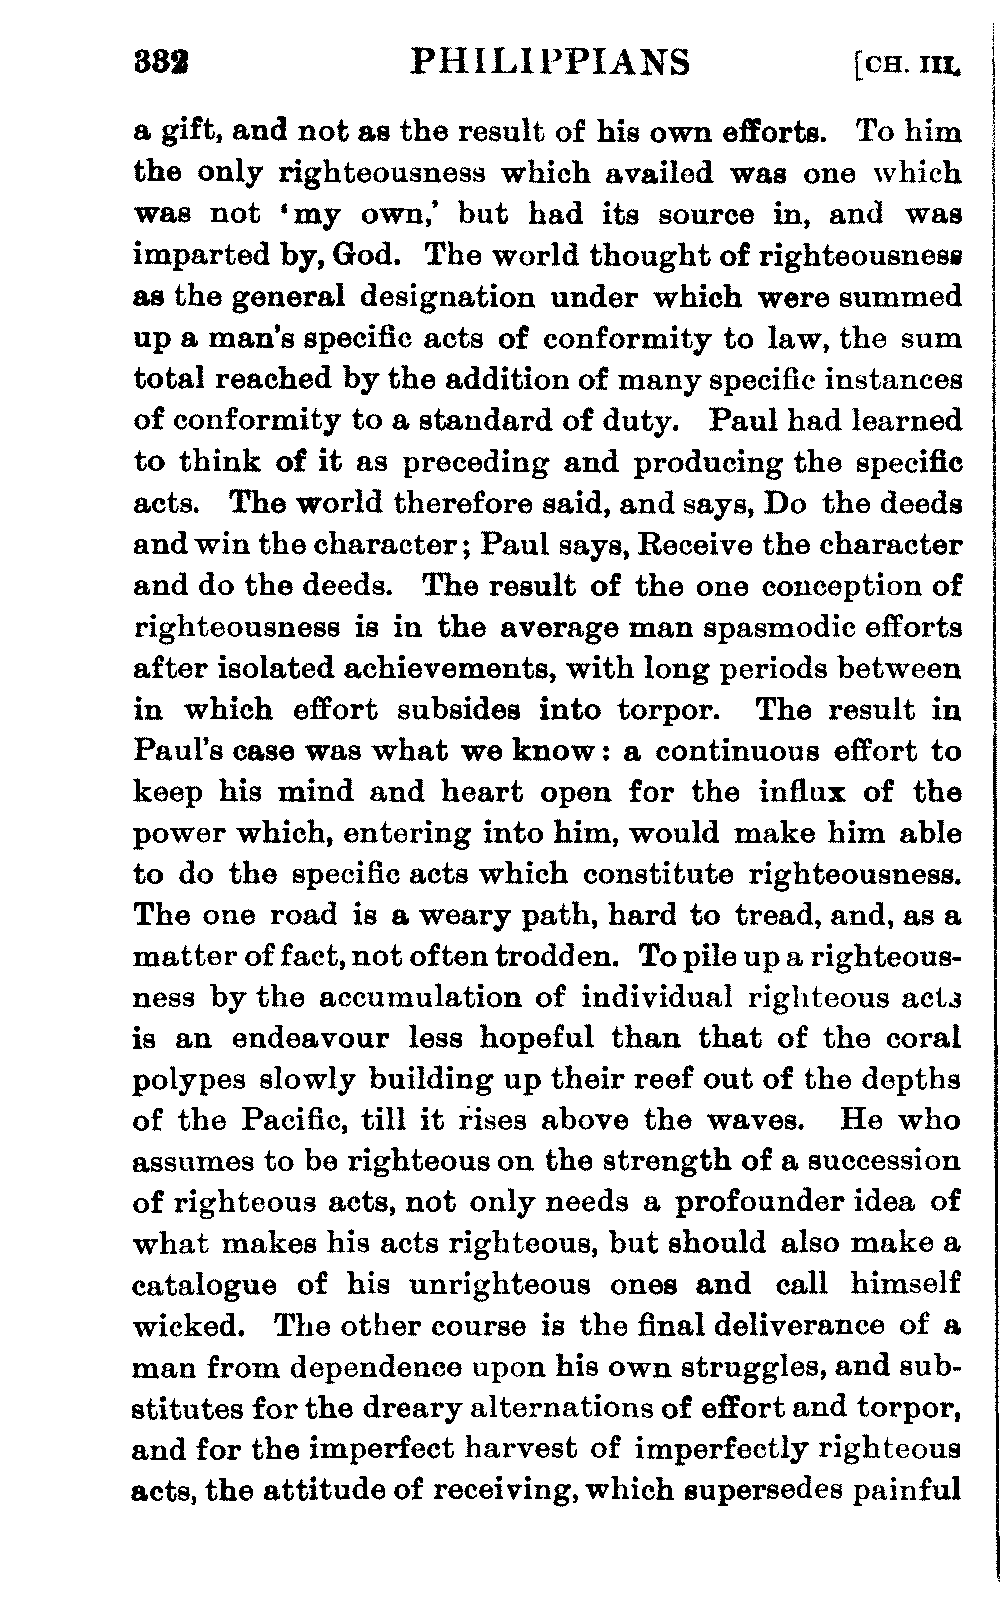 332 PHILIPPIANS [CH. III.
a gift, and not as the result of his own efforts. To him
the only righteousness which availed was one which
was not ‘my own,’ but had its source in, and was
imparted by, God. The world thought of righteousness
as the general designation under which were summed
up a man’s specific acts of conformity to law, the sum
total reached by the addition of many specific instances
of conformity to a standard of duty. Paul had learned
to think of it as preceding and producing the specific
acts. The world therefore said, and says, Do the deeds
and win the character; Paul says, Receive the character
and do the deeds. The result of the one conception of
righteousness is in the average man spasmodic efforts
after isolated achievements, with long periods between
in which effort subsides into torpor. The result in
Paul’s case was what we know: a continuous effort to
keep his mind and heart open for the influx of the
power which, entering into him, would make him able
to do the specific acts which constitute righteousness.
The one road is a weary path, hard to tread, and, as a
matter of fact, not often trodden. To pile up a righteous-
ness by the accumulation of individual righteous acts
is an endeavour less hopeful than that of the coral
polypes slowly building up their reef out of the depths
of the Pacific, till it rises above the waves. He who
assumes to be righteous on the strength of a succession
of righteous acts, not only needs a profounder idea of
what makes his acts righteous, but should also make a
catalogue of his unrighteous ones and call himself
wicked. The other course is the final deliverance of a
man from dependence upon his own struggles, and sub-
stitutes for the dreary alternations of effort and torpor,
and for the imperfect harvest of imperfectly righteous
acts, the attitude of receiving, which supersedes painful